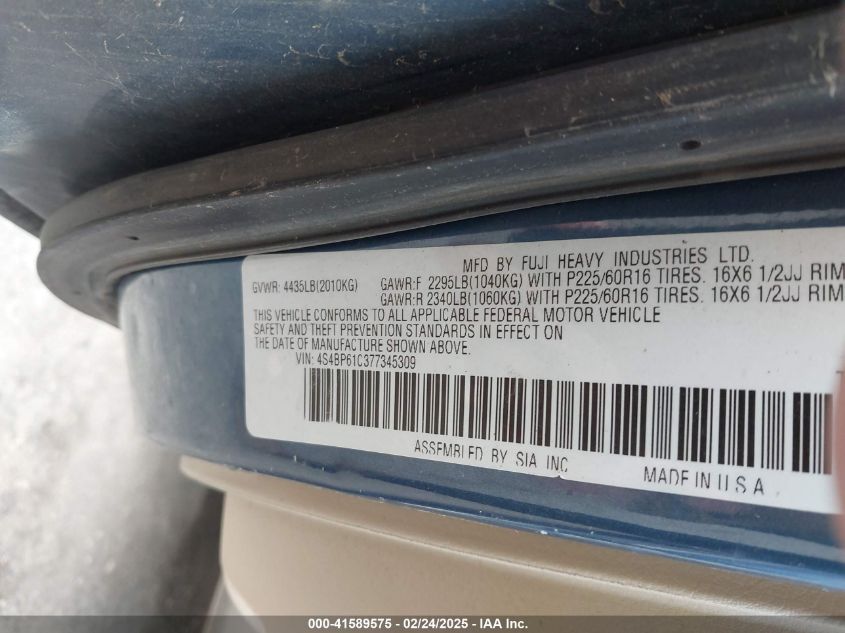 MFD BY FUJI HEAVY INDUSTRIES LTD.
GVWR: 4435LB(2010KG) GAWR:F 2295LB(1040KG) WITH P225/60R16 TIRES. 16X6 1/2JJ RIM
GAWR:R 2340LB(1060KG) WITH P225/60R16 TIRES. 16X6 1/2JJ RIM
THIS VEHICLE CONFORMS TO ALL APPLICABLE FEDERAL MOTOR VEHICLE
SAFETY AND THEFT PREVENTION STANDARDS IN EFFECT ON
THE DATE OF MANUFACTURE SHOWN ABOVE.
VIN: 4S4BP61C377345309
ASSEMBLED BY SIA INC
MADE IN U S A
000-41589575 - 02/24/2025 - IAA Inc.